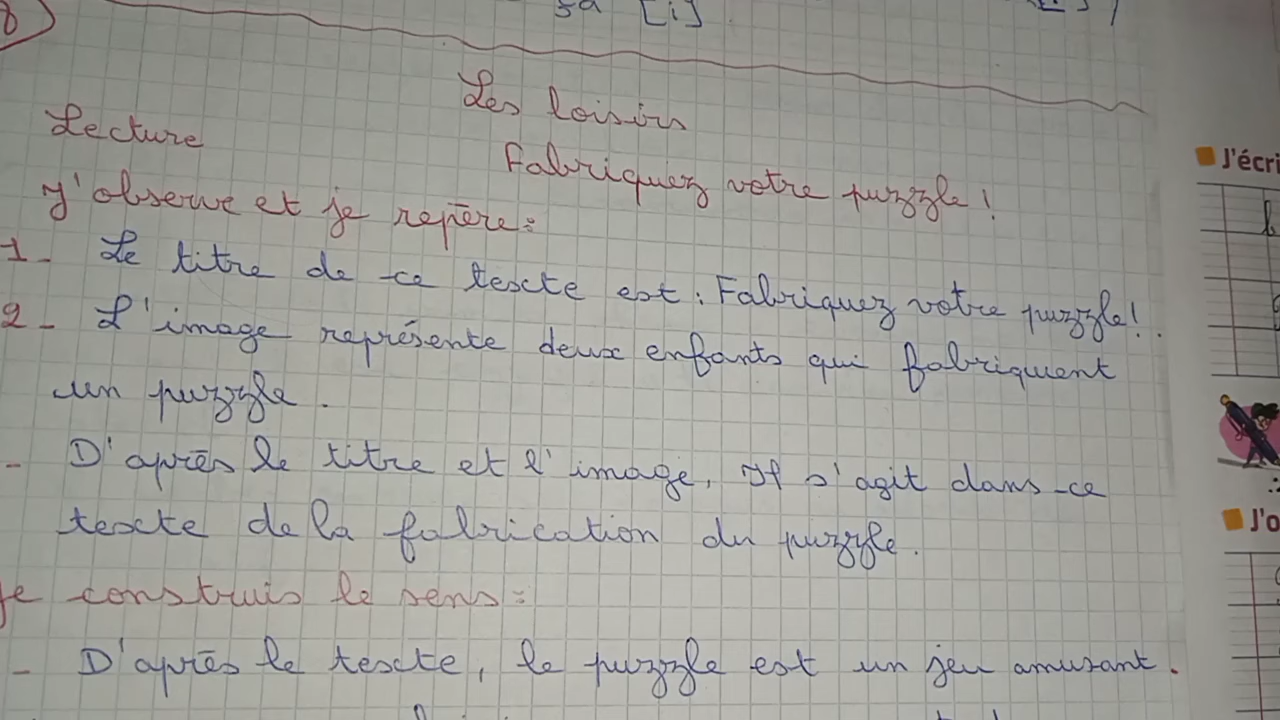 sa [i]
Les loisirs
Lecture
Fabriquez votre puzzle !
J'observe et je repère :
1- Le titre de ce texte est : Fabriquez votre puzzle !.
2- L'image représente deux enfants qui fabriquent
un puzzle.
- D'après le titre et l'image, Il s'agit dans ce
texte de la fabrication du puzzle.
Je construis le sens :
- D'après le texte, le puzzle est un jeu amusant.
J'écri
J'o